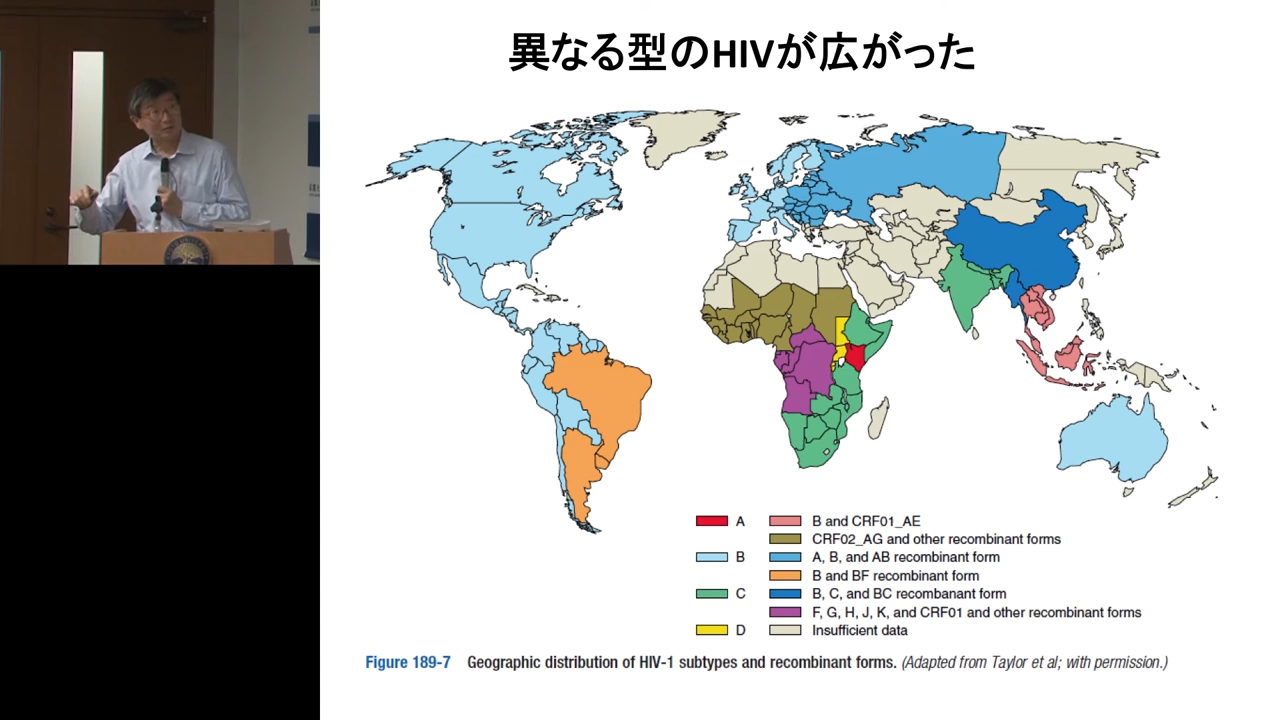 異なる型のHIVが広がった
A
B and CRF01_AE
CRF02_AG and other recombinant forms
B
A, B, and AB recombinant form
B and BF recombinant form
C
B, C, and BC recombanant form
F, G, H, J, K, and CRF01 and other recombinant forms
D
Insufficient data
Figure 189-7 Geographic distribution of HIV-1 subtypes and recombinant forms. (Adapted from Taylor et al; with permission.)